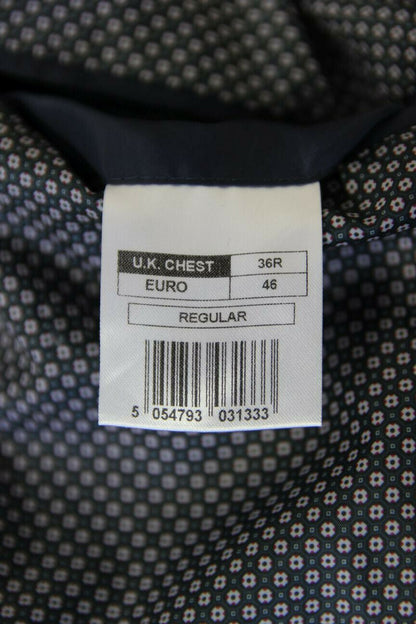 U.K. CHEST 36R
EURO 46
REGULAR
5 054793 031333